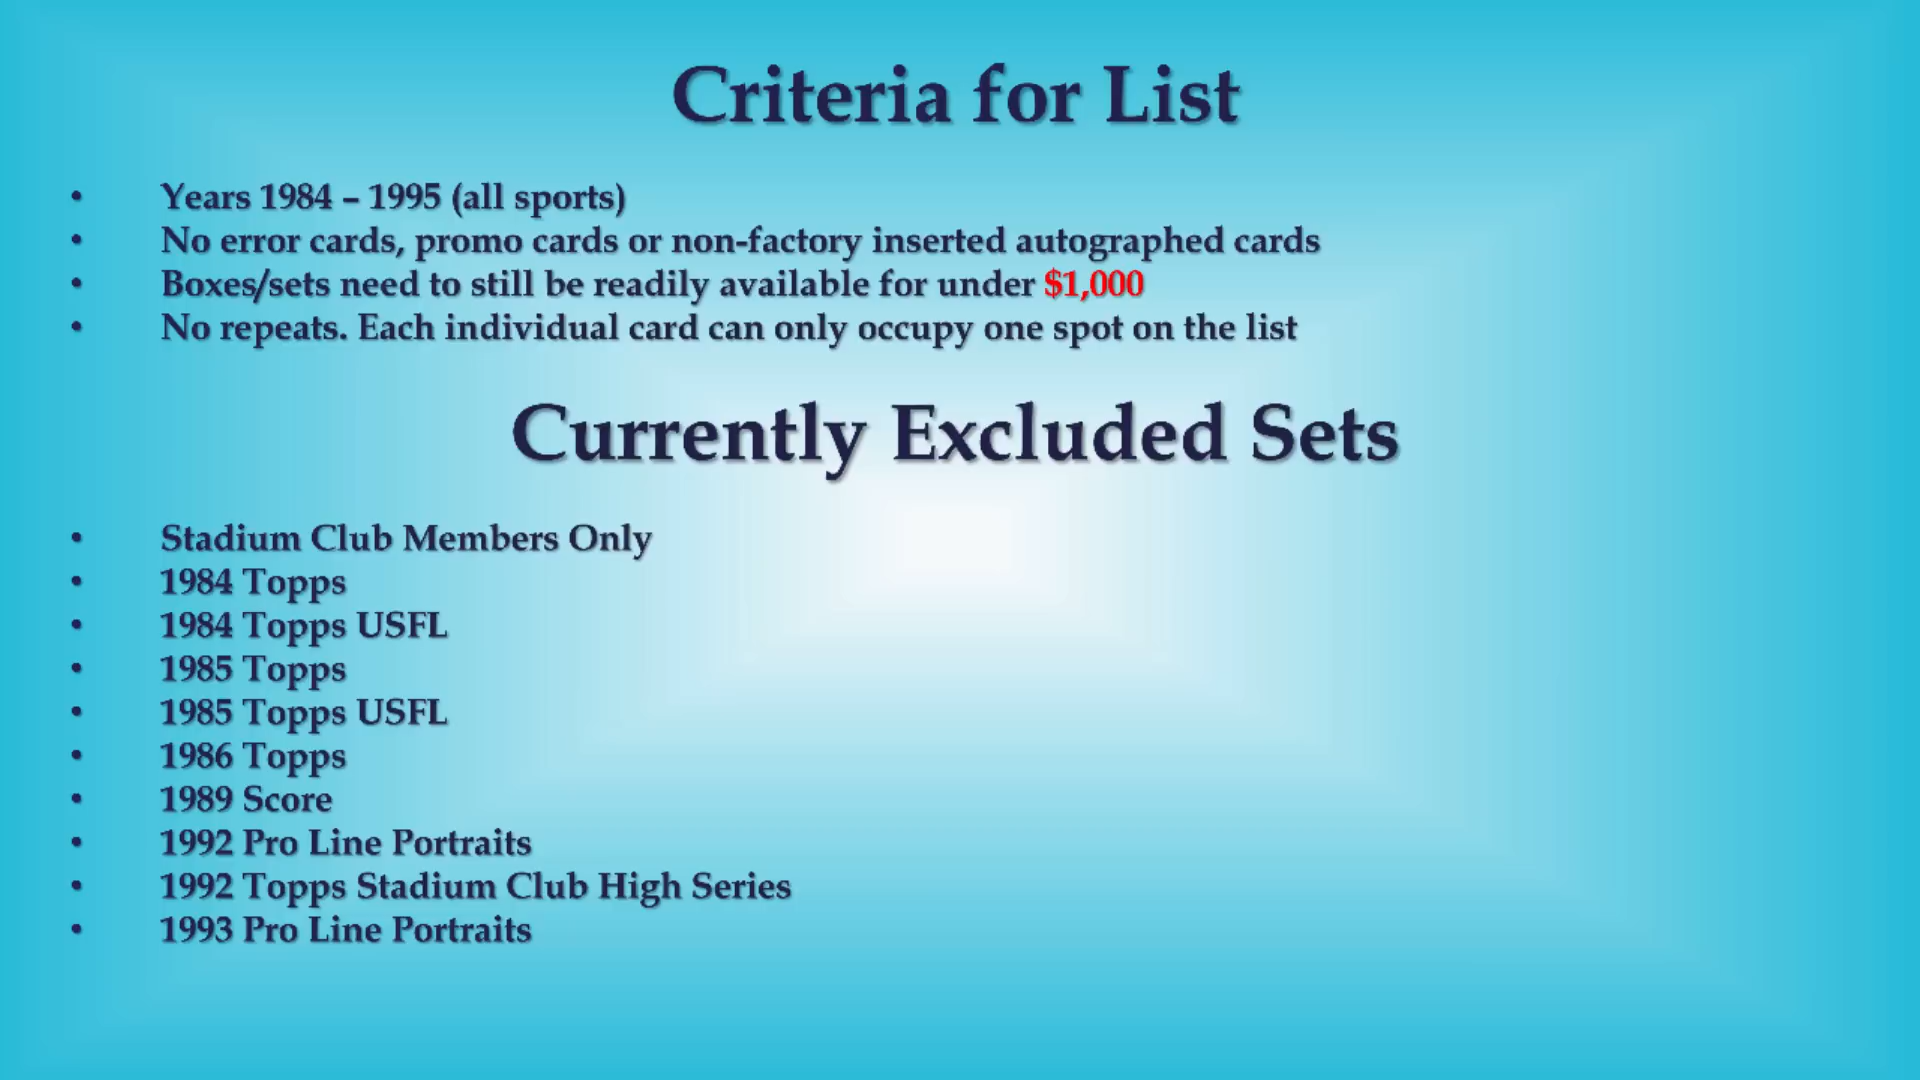 Criteria for List
• Years 1984 – 1995 (all sports)
• No error cards, promo cards or non-factory inserted autographed cards
• Boxes/sets need to still be readily available for under $1,000
• No repeats. Each individual card can only occupy one spot on the list
Currently Excluded Sets
• Stadium Club Members Only
• 1984 Topps
• 1984 Topps USFL
• 1985 Topps
• 1985 Topps USFL
• 1986 Topps
• 1989 Score
• 1992 Pro Line Portraits
• 1992 Topps Stadium Club High Series
• 1993 Pro Line Portraits